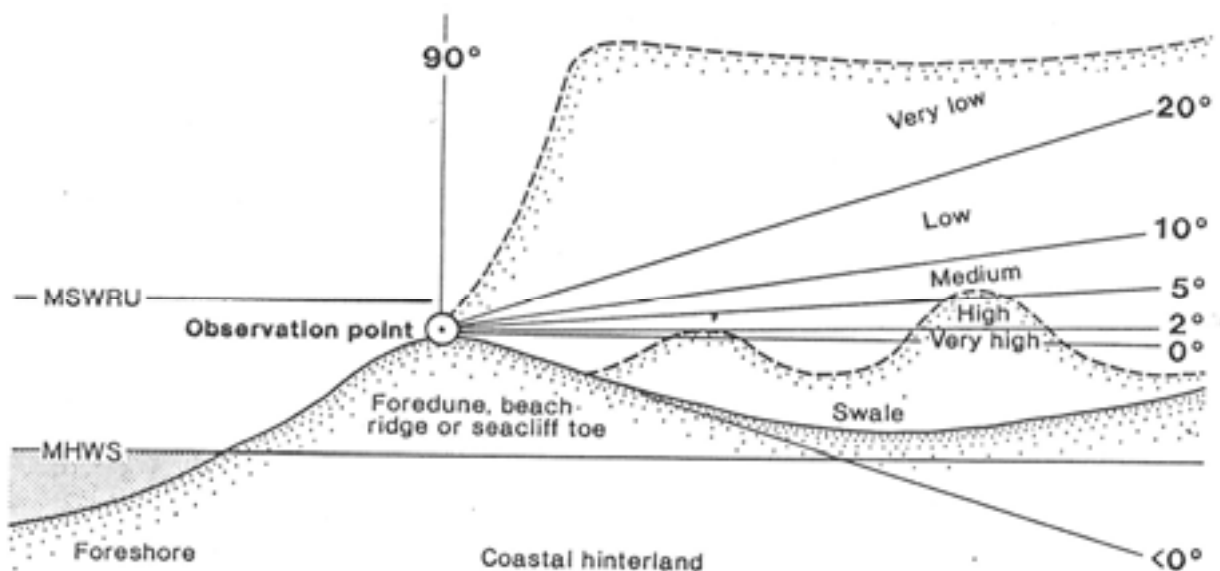 90°
Very low
20°
Low
10°
MSWRU
Medium
5°
Observation point
High
2°
Very high
0°
Foredune, beach
ridge or seacliff toe
Swale
MHWS
Foreshore
Coastal hinterland
<0°